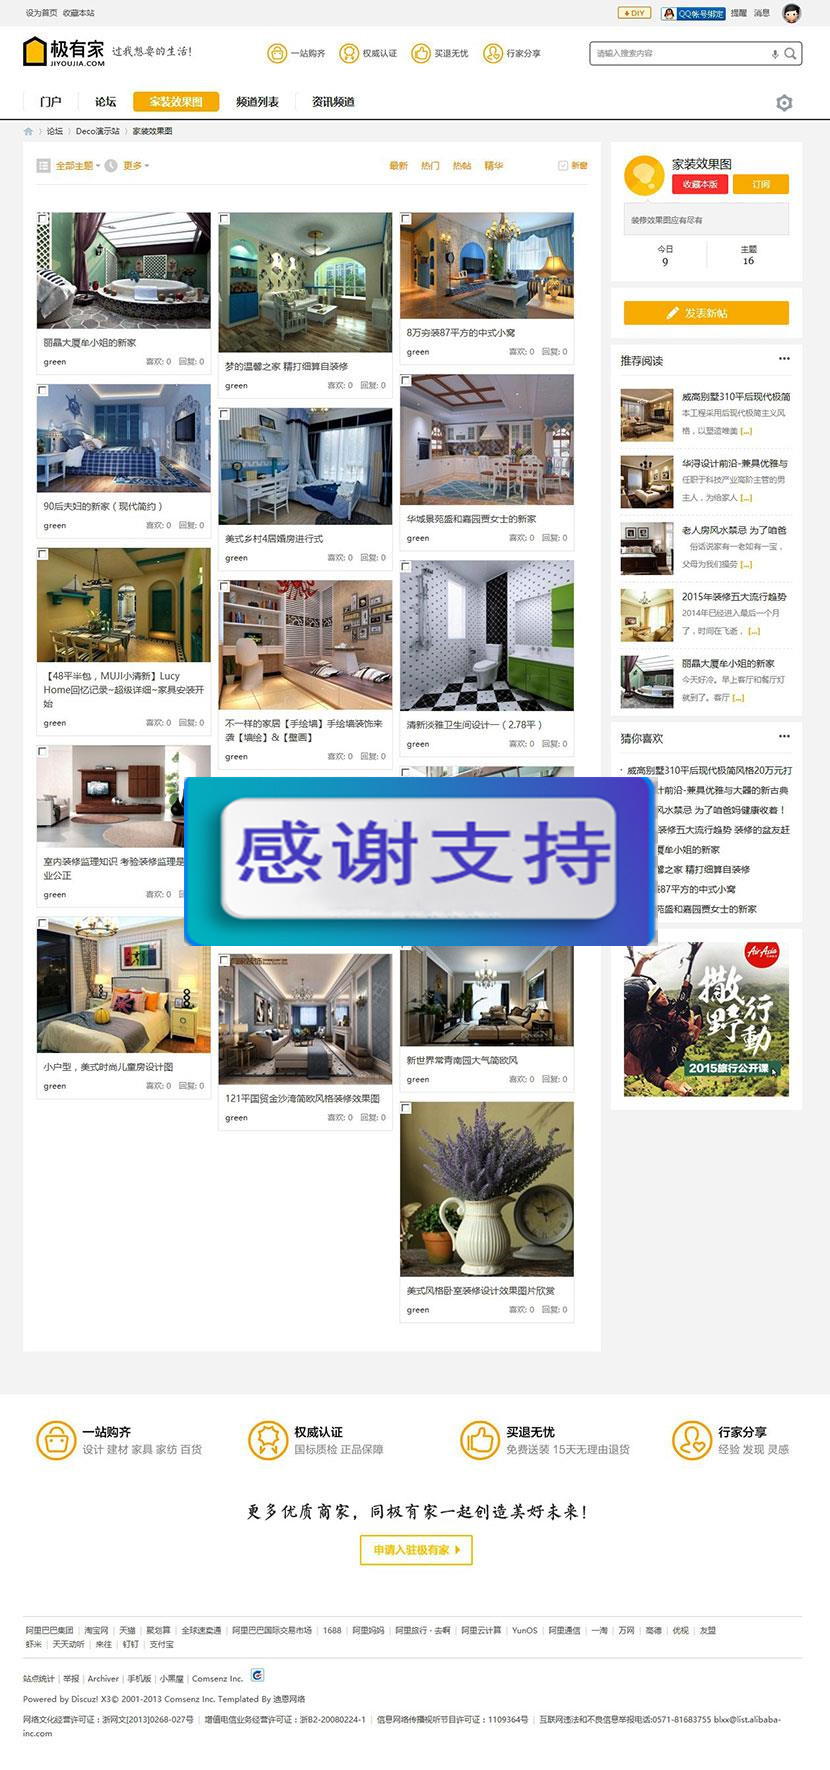 设为首页 收藏本站
DIY QQ帐号绑定 提醒 消息
极有家 过我想要的生活！
JIYOUJIA.COM
一站购齐 权威认证 买退无忧 行家分享
请输入搜索内容
门户 论坛 家装效果图 频道列表 资讯频道
论坛 〉 Deco演示站 〉 家装效果图
全部主题 更多 最新 热门 热帖 精华 新窗
家装效果图
收藏本版 订阅
装修效果图应有尽有
今日 主题
9 16
发表新帖
丽晶大厦牟小姐的新家
green 喜欢: 0 回复: 0
梦的温馨之家 精打细算自装修
green 喜欢: 0 回复: 0
8万夯装87平方的中式小窝
green 喜欢: 0 回复: 0
90后夫妇的新家（现代简约）
green 喜欢: 0 回复: 0
美式乡村4居婚房进行式
green 喜欢: 0 回复: 0
华城景苑盛和嘉园贾女士的新家
green 喜欢: 0 回复: 0
【48平半包，MUJI小清新】Lucy
Home回忆记录~超级详细~家具安装开
始
green 喜欢: 0 回复: 0
不一样的家居【手绘墙】手绘墙装饰来
袭【墙绘】&【壁画】
green 喜欢: 0 回复: 0
清新淡雅卫生间设计一（2.78平）
green 喜欢: 0 回复: 0
室内装修监理知识 考验装修监理是
业公正
green 喜欢: 0
感谢支持
小户型，美式时尚儿童房设计图
green 喜欢: 0 回复: 0
121平国贸金沙湾简欧风格装修效果图
green 喜欢: 0 回复: 0
新世界常青南园大气简欧风
green 喜欢: 0 回复: 0
美式风格卧室装修设计效果图片欣赏
green 喜欢: 0 回复: 0
推荐阅读
威高别墅310平后现代极简
本工程采用后现代极简主义风
格，以塑造唯美 [...]
华浔设计前沿-兼具优雅与
任职于科技产业高阶主管的男
主人，为给家人 [...]
老人房风水禁忌 为了咱爸
俗话说家有一老如有一宝，
父母为我们操劳 [...]
2015年装修五大流行趋势
2014年已经进入最后一个月
了，时间在飞逝， [...]
丽晶大厦牟小姐的新家
今天好冷。早上客厅和餐厅灯
就到了。客厅 [...]
猜你喜欢
· 威高别墅310平后现代极简风格20万元打
计前沿-兼具优雅与大器的新古典
风水禁忌 为了咱爸妈健康收着！
装修五大流行趋势 装修的盆友赶
牟小姐的新家
馨之家 精打细算自装修
87平方的中式小窝
苑盛和嘉园贾女士的新家
AirAsia
撒野行動
2015旅行公开课
一站购齐
设计 建材 家具 家纺 百货
权威认证
国标质检 正品保障
买退无忧
免费送装 15天无理由退货
行家分享
经验 发现 灵感
更多优质商家，同极有家一起创造美好未来！
申请入驻极有家
阿里巴巴集团 | 淘宝网 | 天猫 | 聚划算 | 全球速卖通 | 阿里巴巴国际交易市场 | 1688 | 阿里妈妈 | 阿里旅行 · 去啊 | 阿里云计算 | YunOS | 阿里通信 | 一淘 | 万网 | 高德 | 优视 | 友盟
虾米 | 天天动听 | 来往 | 钉钉 | 支付宝
站点统计 | 举报 | Archiver | 手机版 | 小黑屋 | Comsenz Inc.
Powered by Discuz! X3© 2001-2013 Comsenz Inc. Templated By 迪恩网络
网络文化经营许可证：浙网文[2013]0268-027号 | 增值电信业务经营许可证：浙B2-20080224-1 | 信息网络传播视听节目许可证：1109364号 | 互联网违法和不良信息举报电话:0571-81683755 blxx@list.alibaba-
inc.com